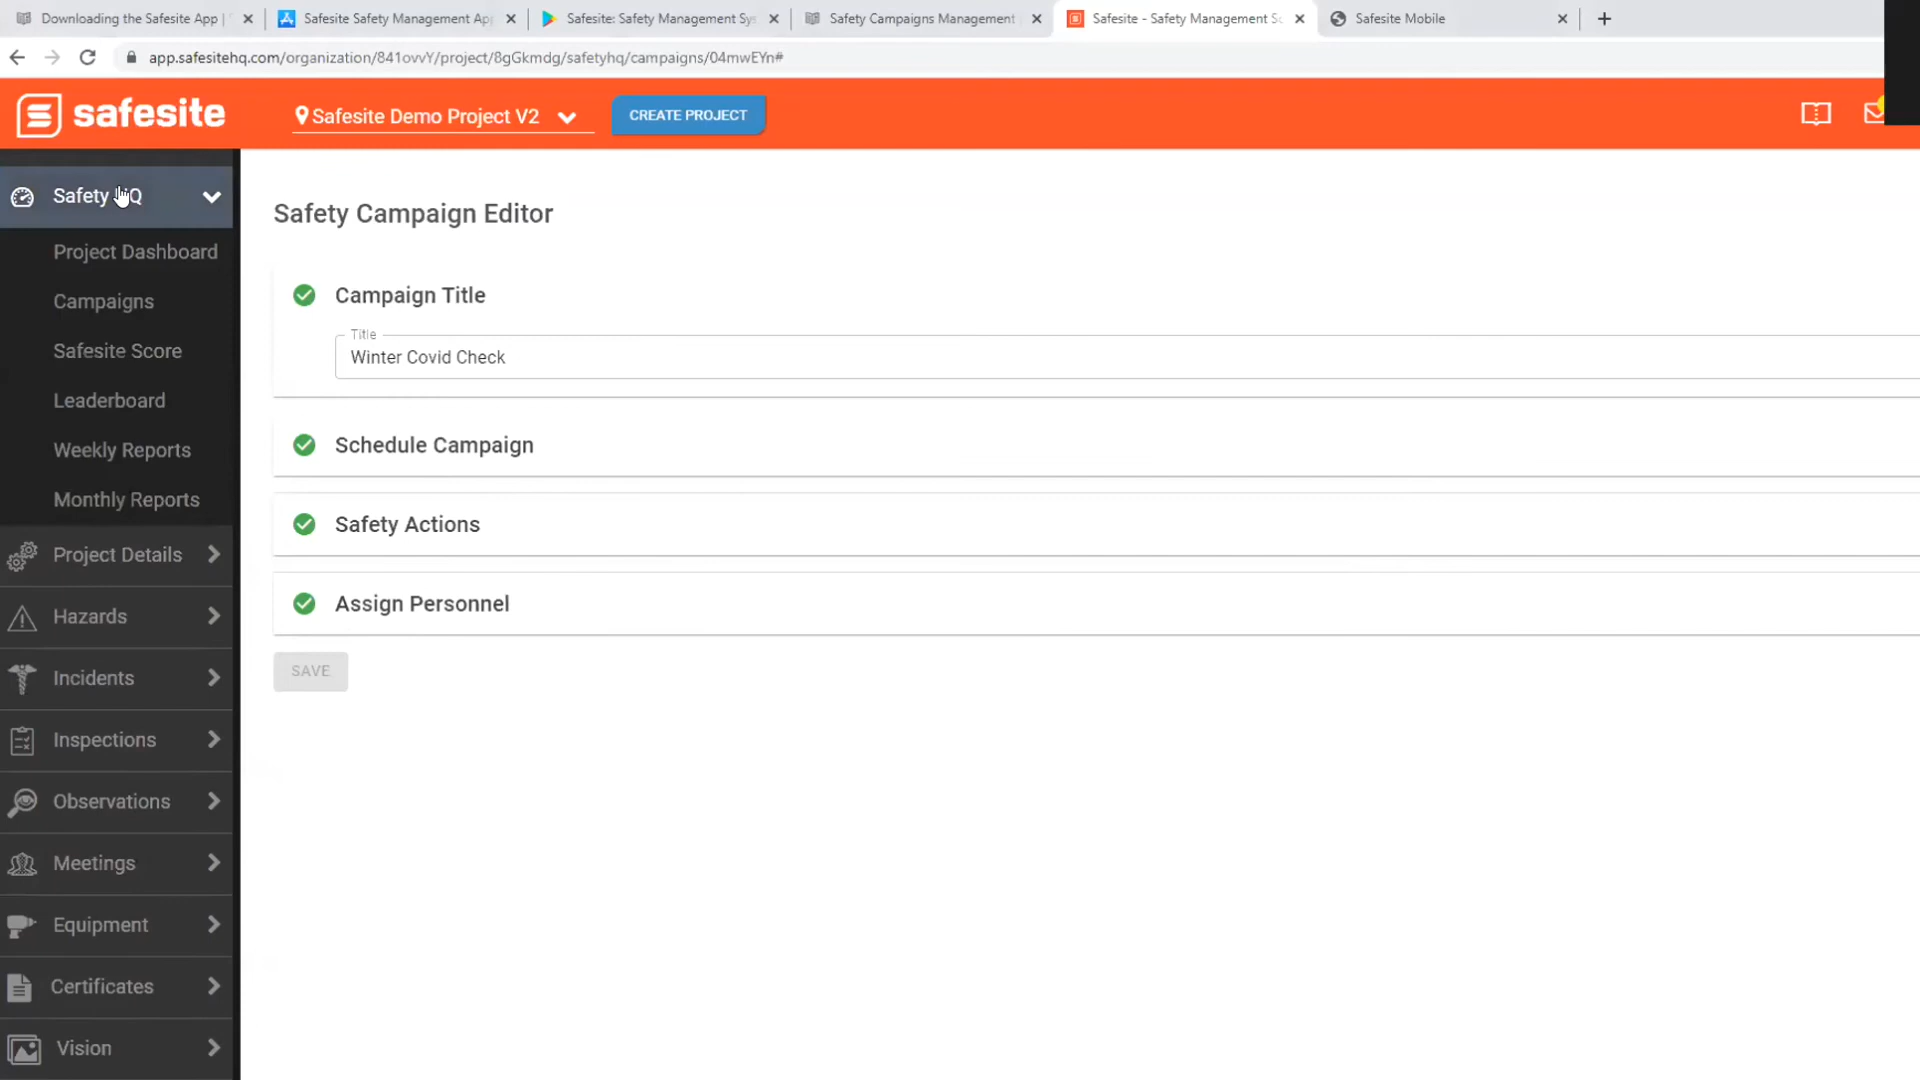 Downloading the Safesite App |
Safesite Safety Management App
Safesite: Safety Management Sys
Safety Campaigns Management
Safesite - Safety Management So
Safesite Mobile
app.safesitehq.com/organization/841ovvY/project/8gGkmdg/safetyhq/campaigns/04mwEYn#
safesite
Safesite Demo Project V2
CREATE PROJECT
Safety HQ
Project Dashboard
Campaigns
Safesite Score
Leaderboard
Weekly Reports
Monthly Reports
Project Details
Hazards
Incidents
Inspections
Observations
Meetings
Equipment
Certificates
Vision
Safety Campaign Editor
Campaign Title
Title
Winter Covid Check
Schedule Campaign
Safety Actions
Assign Personnel
SAVE